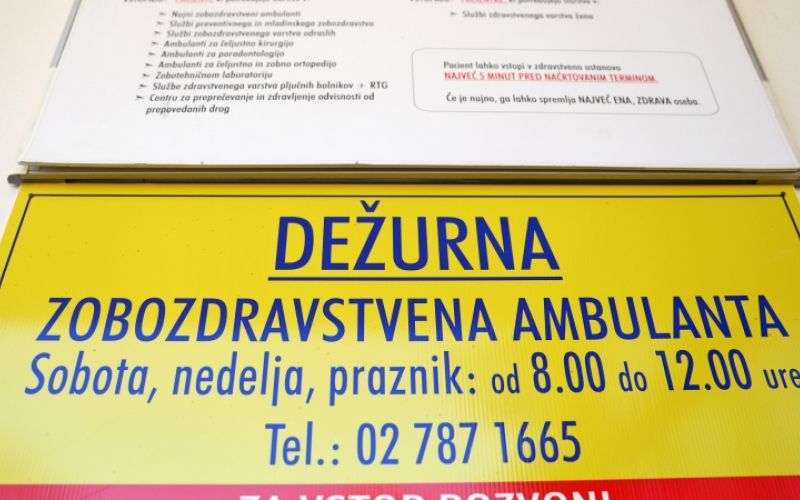 Nujni zobozdravstveni ambulanti
Službi preventivnega in mladinskega zobozdravstva
Službi zobozdravstvenega varstva odraslih
Ambulanti za čeljustno kirurgijo
Ambulanti za parodontologijo
Ambulanti za čeljustno in zobno ortopedijo
Zobotehničnem laboratoriju
Službe zdravstvenega varstva pljučnih bolnikov + RTG
Centru za preprečevanje in zdravljenje odvisnosti od
prepovedanih drog
Službi zdravstvenega varstva žena
Pacient lahko vstopi v zdravstveno ustanovo
NAJVEČ 5 MINUT PRED NAČRTOVANIM TERMINOM.
Če je nujno, ga lahko spremlja NAJVEČ ENA, ZDRAVA oseba.
DEŽURNA
ZOBOZDRAVSTVENA AMBULANTA
Sobota, nedelja, praznik: od 8.00 do 12.00 ure
Tel.: 02 787 1665
ZA VSTOP POZVONI